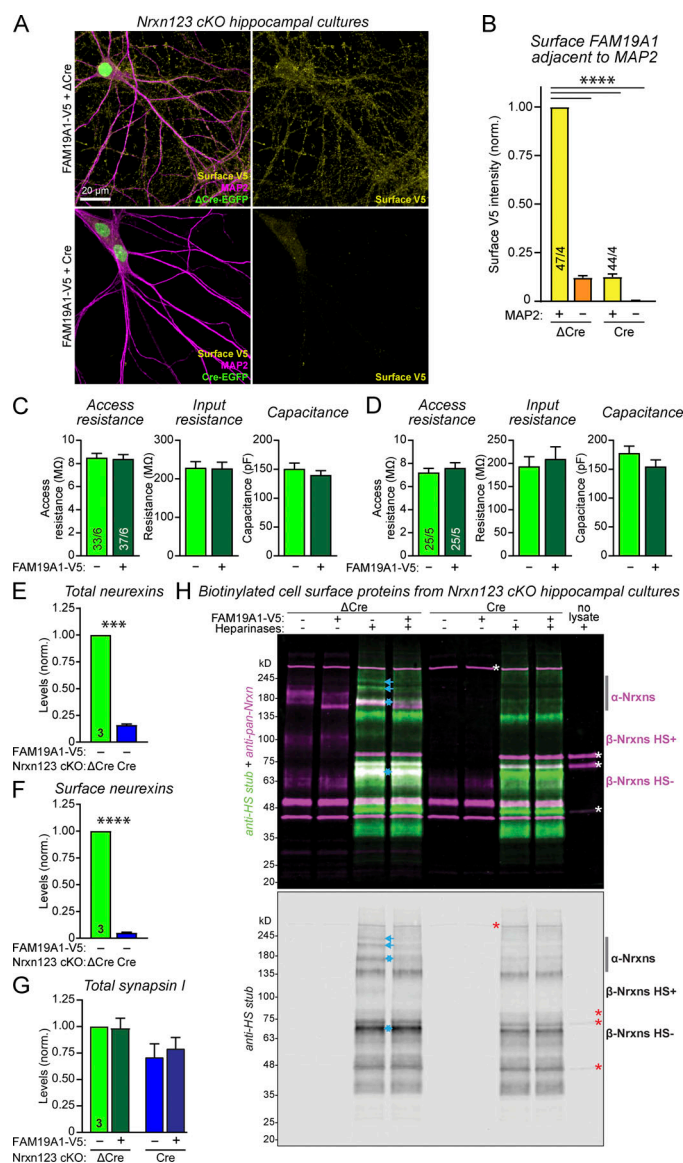 A
Nrxn123 cKO hippocampal cultures
FAM19A1-V5 + ΔCre
20 µm
Surface V5
MAP2
ΔCre-EGFP
Surface V5
FAM19A1-V5 + Cre
Surface V5
MAP2
Cre-EGFP
Surface V5
B
Surface FAM19A1
adjacent to MAP2
****
Surface V5 intensity (norm.)
1.00
0.75
0.50
0.25
0
47/4
44/4
MAP2: + − + −
ΔCre Cre
C
Access
resistance
Input
resistance
Capacitance
Access
resistance (MΩ)
10
8
6
4
2
0
33/6
37/6
Resistance (MΩ)
300
200
100
0
Capacitance (pF)
200
150
100
50
0
FAM19A1-V5: − + − + − +
D
Access
resistance
Input
resistance
Capacitance
Access
resistance (MΩ)
10
8
6
4
2
0
25/5
25/5
Resistance (MΩ)
300
200
100
0
Capacitance (pF)
200
150
100
50
0
FAM19A1-V5: − + − + − +
E
Total neurexins
***
Levels (norm.)
1.25
1.00
0.75
0.50
0.25
0
3
FAM19A1-V5: − −
Nrxn123 cKO: ΔCre Cre
F
Surface neurexins
****
Levels (norm.)
1.25
1.00
0.75
0.50
0.25
0
3
FAM19A1-V5: − −
Nrxn123 cKO: ΔCre Cre
G
Total synapsin I
Levels (norm.)
1.25
1.00
0.75
0.50
0.25
0
3
FAM19A1-V5: − + − +
Nrxn123 cKO: ΔCre Cre
H
Biotinylated cell surface proteins from Nrxn123 cKO hippocampal cultures
ΔCre Cre no
FAM19A1-V5: - + - + - + - + lysate
Heparinases: - - + + - - + + +
kD
245
180
135
100
75
63
48
35
25
20
anti-HS stub + anti-pan-Nrxn
*
α-Nrxns
β-Nrxns HS+
*
*
β-Nrxns HS-
*
kD
245
180
135
100
75
63
48
35
25
20
anti-HS stub
*
α-Nrxns
β-Nrxns HS+
*
*
β-Nrxns HS-
*